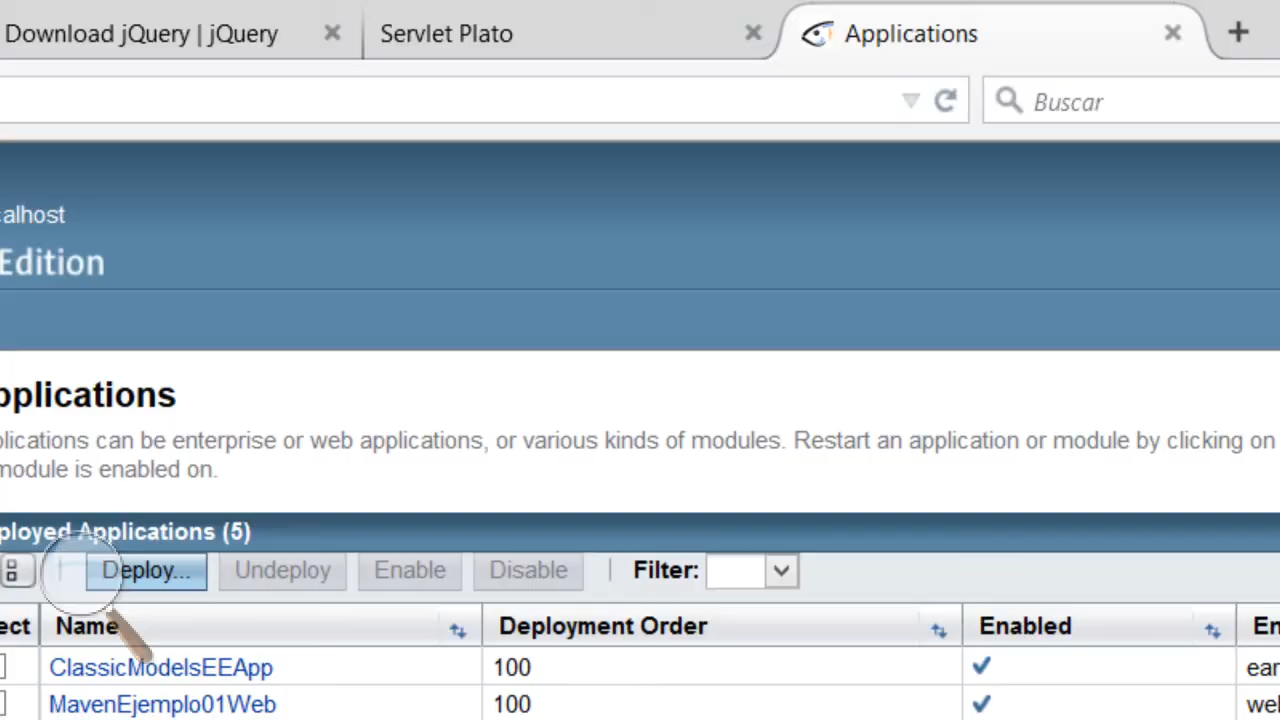 Download jQuery | jQuery
Servlet Plato
Applications
Buscar
calhost
Edition
pplications
plications can be enterprise or web applications, or various kinds of modules. Restart an application or module by clicking on
module is enabled on.
ployed Applications (5)
Deploy... Undeploy Enable Disable Filter:
ect Name Deployment Order Enabled En
ClassicModelsEEApp 100 ear
MavenEjemplo01Web 100 we